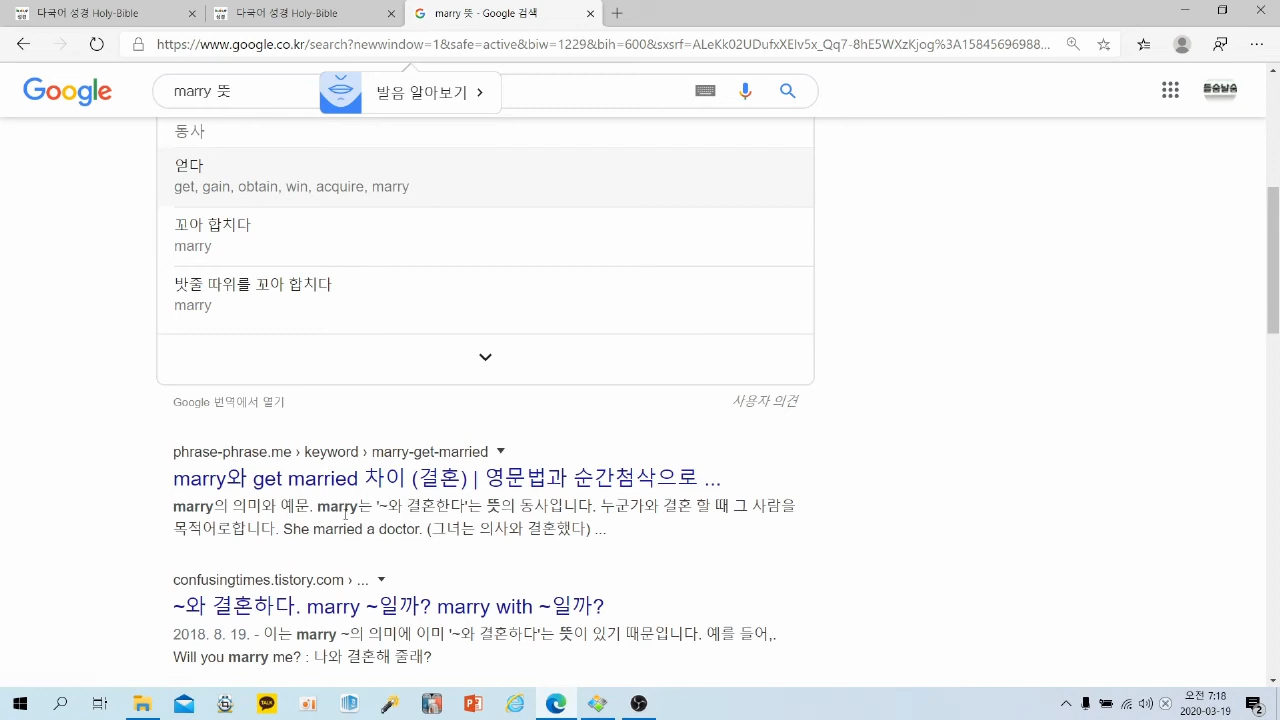 다국어 성경 Holy-Bible
다국어 성경 Holy-Bible
marry 뜻 - Google 검색
https://www.google.co.kr/search?newwindow=1&safe=active&biw=1229&bih=600&sxsrf=ALeKk02UDufxXEIv5x_Qq7-8hE5WXzKjog%3A15845696988...
Google
marry 뜻
발음 알아보기
동사
얻다
get, gain, obtain, win, acquire, marry
꼬아 합치다
marry
밧줄 따위를 꼬아 합치다
marry
Google 번역에서 열기
사용자 의견
phrase-phrase.me › keyword › marry-get-married
marry와 get married 차이 (결혼) | 영문법과 순간첨삭으로 ...
marry의 의미와 예문. marry는 '~와 결혼한다'는 뜻의 동사입니다. 누군가와 결혼 할 때 그 사람을
목적어로합니다. She married a doctor. (그녀는 의사와 결혼했다) ...
confusingtimes.tistory.com › ...
~와 결혼하다. marry ~일까? marry with ~일까?
2018. 8. 19. - 이는 marry ~의 의미에 이미 '~와 결혼하다'는 뜻이 있기 때문입니다. 예를 들어,.
Will you marry me? : 나와 결혼해 줄래?
오전 7:18
2020-03-19